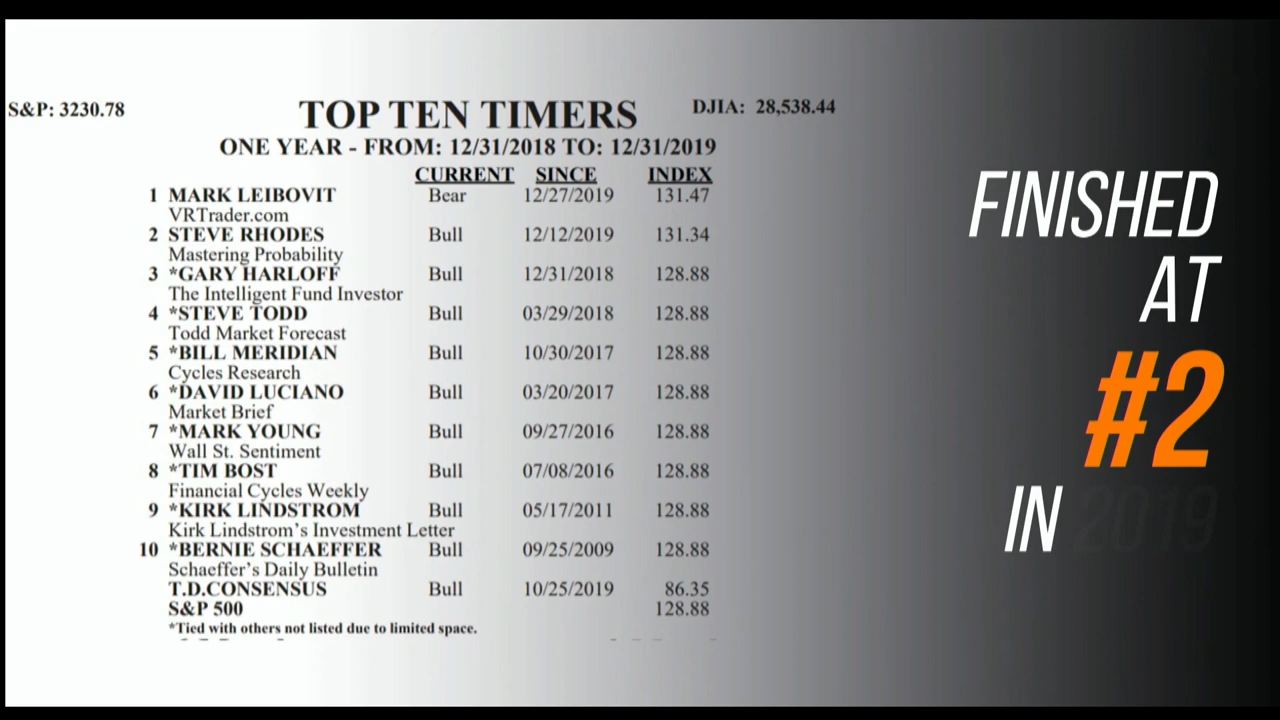 S&P: 3230.78
TOP TEN TIMERS
DJIA: 28,538.44
ONE YEAR - FROM: 12/31/2018 TO: 12/31/2019
CURRENT SINCE INDEX
1 MARK LEIBOVIT Bear 12/27/2019 131.47
VRTrader.com
2 STEVE RHODES Bull 12/12/2019 131.34
Mastering Probability
3 *GARY HARLOFF Bull 12/31/2018 128.88
The Intelligent Fund Investor
4 *STEVE TODD Bull 03/29/2018 128.88
Todd Market Forecast
5 *BILL MERIDIAN Bull 10/30/2017 128.88
Cycles Research
6 *DAVID LUCIANO Bull 03/20/2017 128.88
Market Brief
7 *MARK YOUNG Bull 09/27/2016 128.88
Wall St. Sentiment
8 *TIM BOST Bull 07/08/2016 128.88
Financial Cycles Weekly
9 *KIRK LINDSTROM Bull 05/17/2011 128.88
Kirk Lindstrom's Investment Letter
10 *BERNIE SCHAEFFER Bull 09/25/2009 128.88
Schaeffer's Daily Bulletin
T.D.CONSENSUS Bull 10/25/2019 86.35
S&P 500 128.88
*Tied with others not listed due to limited space.
FINISHED
AT
#2
IN 2019